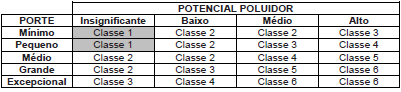 POTENCIAL POLUIDOR
PORTE Insignificante Baixo Médio Alto
Mínimo Classe 1 Classe 2 Classe 2 Classe 3
Pequeno Classe 1 Classe 2 Classe 3 Classe 4
Médio Classe 2 Classe 2 Classe 4 Classe 5
Grande Classe 2 Classe 3 Classe 5 Classe 6
Excepcional Classe 3 Classe 4 Classe 6 Classe 6